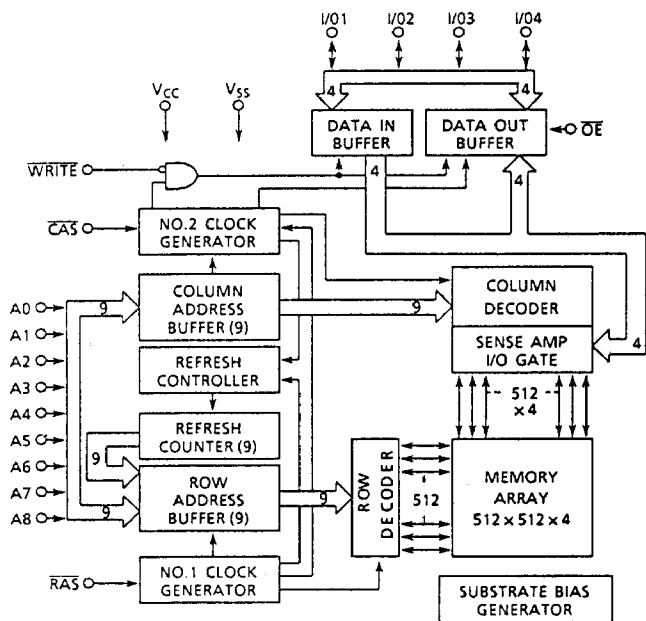 I/O1 I/O2 I/O3 I/O4
VCC VSS
4 4
DATA IN
BUFFER
DATA OUT
BUFFER
OE
WRITE
4 4
CAS
NO.2 CLOCK
GENERATOR
A0
A1
A2
A3
A4
A5
A6
A7
A8
9
COLUMN
ADDRESS
BUFFER (9)
9
COLUMN
DECODER
SENSE AMP
I/O GATE
4
REFRESH
CONTROLLER
512
×4
REFRESH
COUNTER (9)
9
9
ROW
ADDRESS
BUFFER (9)
9
ROW
DECODER
512
MEMORY
ARRAY
512×512×4
RAS
NO.1 CLOCK
GENERATOR
SUBSTRATE BIAS
GENERATOR